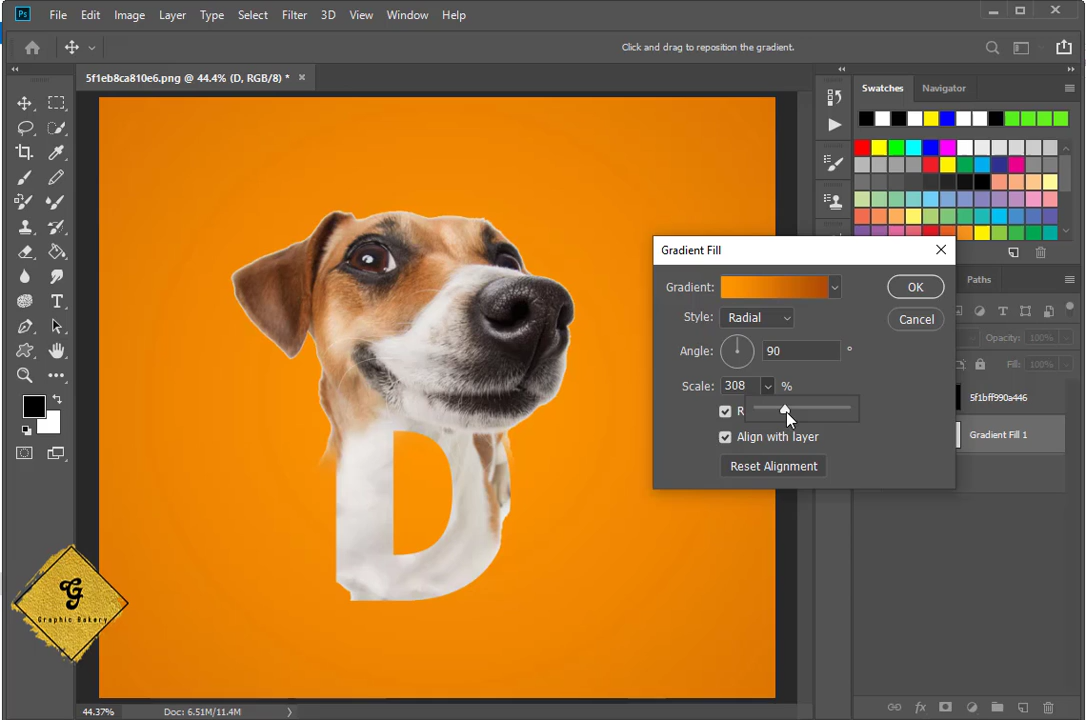 Ps File Edit Image Layer Type Select Filter 3D View Window Help
Click and drag to reposition the gradient.
5f1eb8ca810e6.png @ 44.4% (D, RGB/8) *
Swatches Navigator
Gradient Fill
Paths
Gradient:
OK
Style: Radial
Cancel
Angle: 90 °
100%
Fill: 100%
Scale: 308 %
5f1bff990a446
R
Align with layer
Gradient Fill 1
Reset Alignment
D
G
Graphic Bakery
44.37% Doc: 6.51M/11.4M
fx